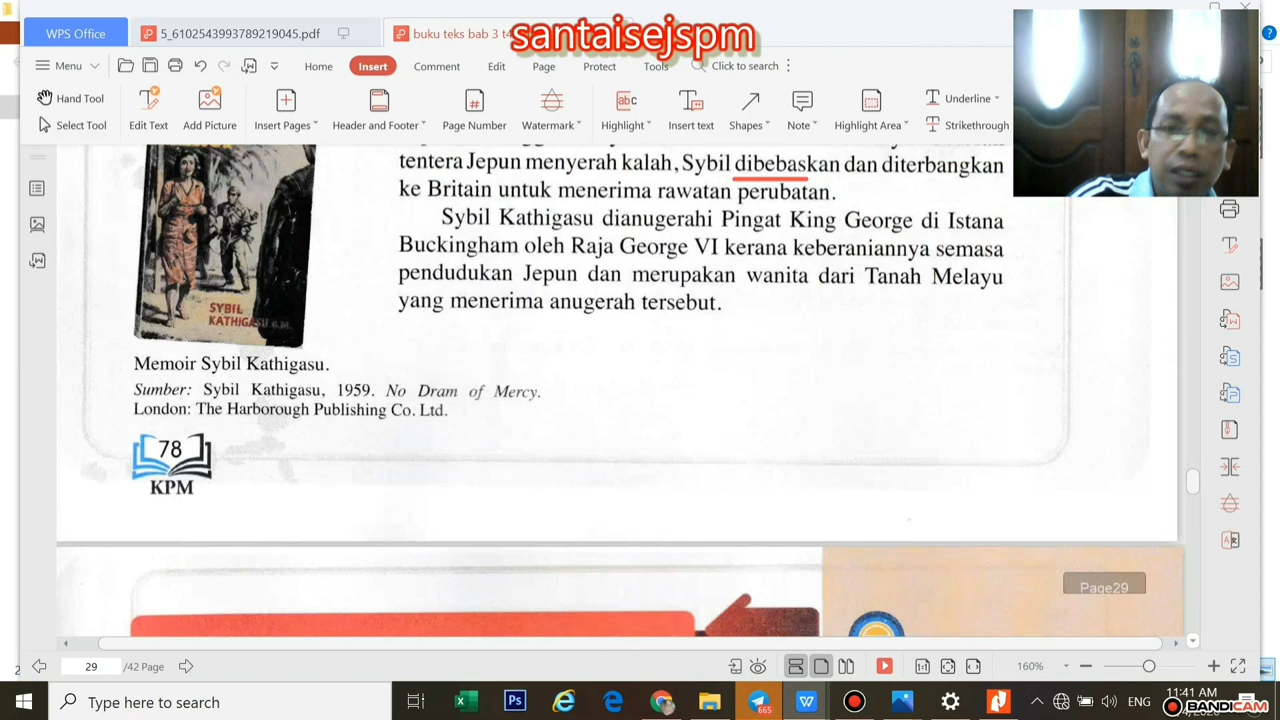 santaisejspm
WPS Office
5_6102543993789219045.pdf
buku teks bab 3 t4
Menu
Home
Insert
Comment
Edit
Page
Protect
Tools
Click to search
Hand Tool
Select Tool
Edit Text
Add Picture
Insert Pages
Header and Footer
Page Number
Watermark
Highlight
Insert text
Shapes
Note
Highlight Area
Underline
Strikethrough
tentera Jepun menyerah kalah, Sybil dibebaskan dan diterbangkan
ke Britain untuk menerima rawatan perubatan.
Sybil Kathigasu dianugerahi Pingat King George di Istana
Buckingham oleh Raja George VI kerana keberaniannya semasa
pendudukan Jepun dan merupakan wanita dari Tanah Melayu
yang menerima anugerah tersebut.
SYBIL
KATHIGASU G.M.
Memoir Sybil Kathigasu.
Sumber: Sybil Kathigasu, 1959. No Dram of Mercy.
London: The Harborough Publishing Co. Ltd.
78
KPM
Page29
29
/42 Page
160%
Type here to search
665
ENG
11:41 AM
BANDICAM